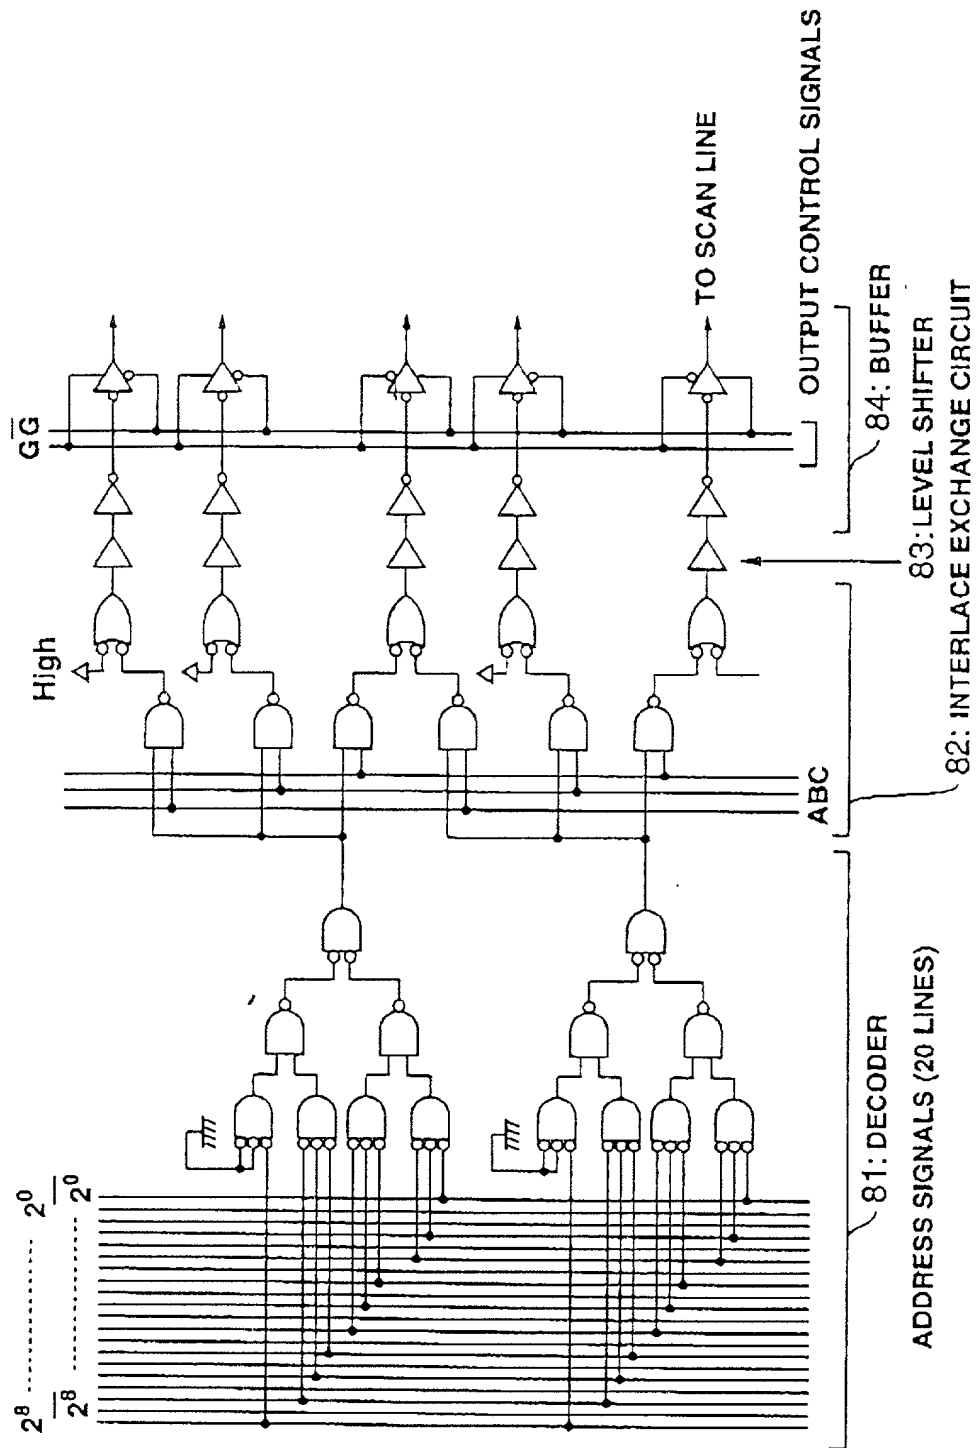 2⁸ ---------- 2⁰
2̅⁸ ---------- 2̅⁰
High
G G̅
ABC
TO SCAN LINE
OUTPUT CONTROL SIGNALS
84: BUFFER
83: LEVEL SHIFTER
82: INTERLACE EXCHANGE CIRCUIT
81: DECODER
ADDRESS SIGNALS (20 LINES)